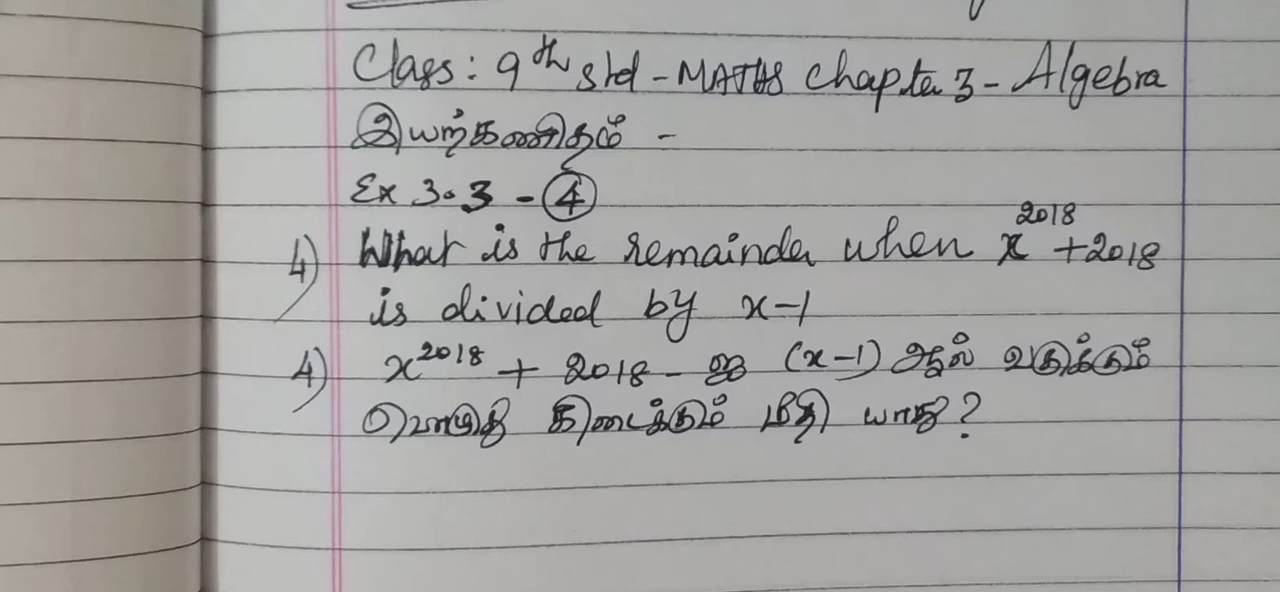 Class: 9th std - MATHS Chapter 3 - Algebra
இயற்கணிதம் -
Ex 3.3 - ④
4) What is the remainder when x^2018 + 2018
is divided by x-1
4) x^2018 + 2018 - ஐ (x-1) ஆல் வகுக்கும்
பொழுது கிடைக்கும் மீதி யாது?